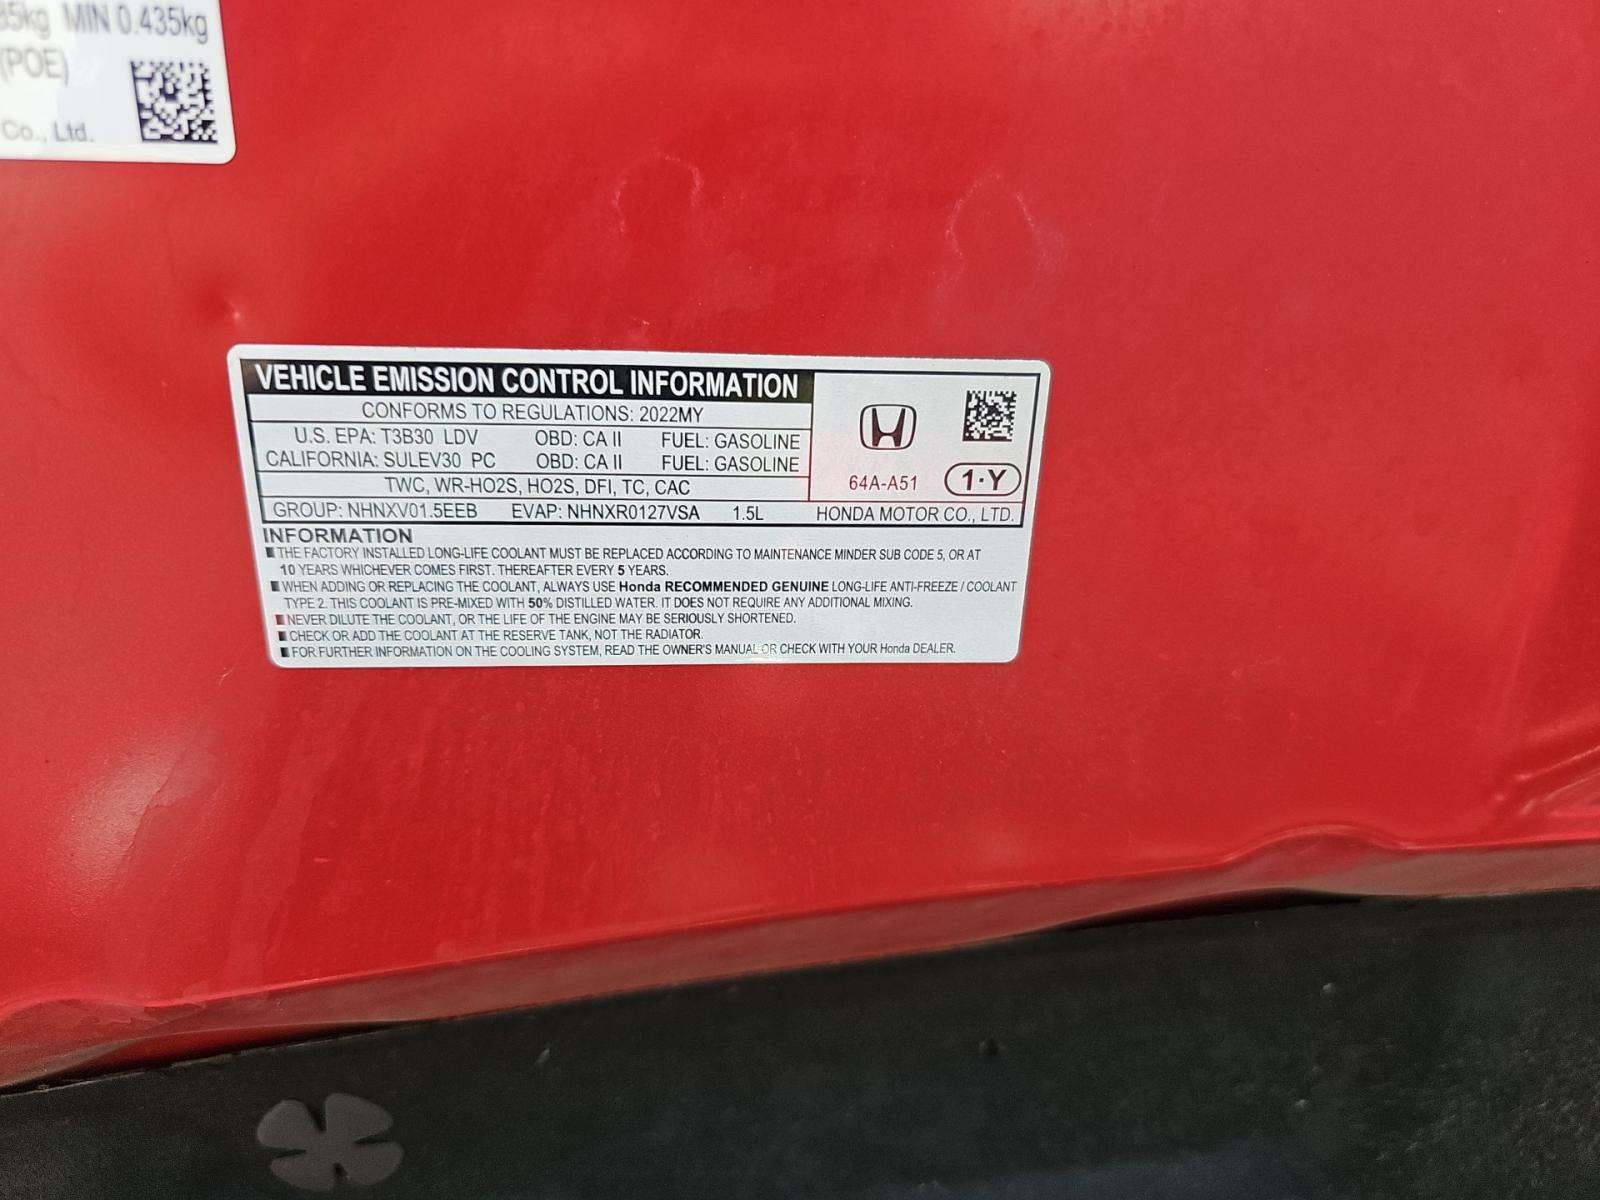 85kg MIN 0.435kg
(POE)
Co., Ltd.
VEHICLE EMISSION CONTROL INFORMATION
CONFORMS TO REGULATIONS: 2022MY
U.S. EPA: T3B30 LDV OBD: CA II FUEL: GASOLINE
CALIFORNIA: SULEV30 PC OBD: CA II FUEL: GASOLINE
TWC, WR-HO2S, HO2S, DFI, TC, CAC
64A-A51 1·Y
GROUP: NHNXV01.5EEB EVAP: NHNXR0127VSA 1.5L HONDA MOTOR CO., LTD.
INFORMATION
■ THE FACTORY INSTALLED LONG-LIFE COOLANT MUST BE REPLACED ACCORDING TO MAINTENANCE MINDER SUB CODE 5, OR AT
10 YEARS WHICHEVER COMES FIRST. THEREAFTER EVERY 5 YEARS.
■ WHEN ADDING OR REPLACING THE COOLANT, ALWAYS USE Honda RECOMMENDED GENUINE LONG-LIFE ANTI-FREEZE / COOLANT
TYPE 2. THIS COOLANT IS PRE-MIXED WITH 50% DISTILLED WATER. IT DOES NOT REQUIRE ANY ADDITIONAL MIXING.
■ NEVER DILUTE THE COOLANT, OR THE LIFE OF THE ENGINE MAY BE SERIOUSLY SHORTENED.
■ CHECK OR ADD THE COOLANT AT THE RESERVE TANK, NOT THE RADIATOR.
■ FOR FURTHER INFORMATION ON THE COOLING SYSTEM, READ THE OWNER'S MANUAL OR CHECK WITH YOUR Honda DEALER.